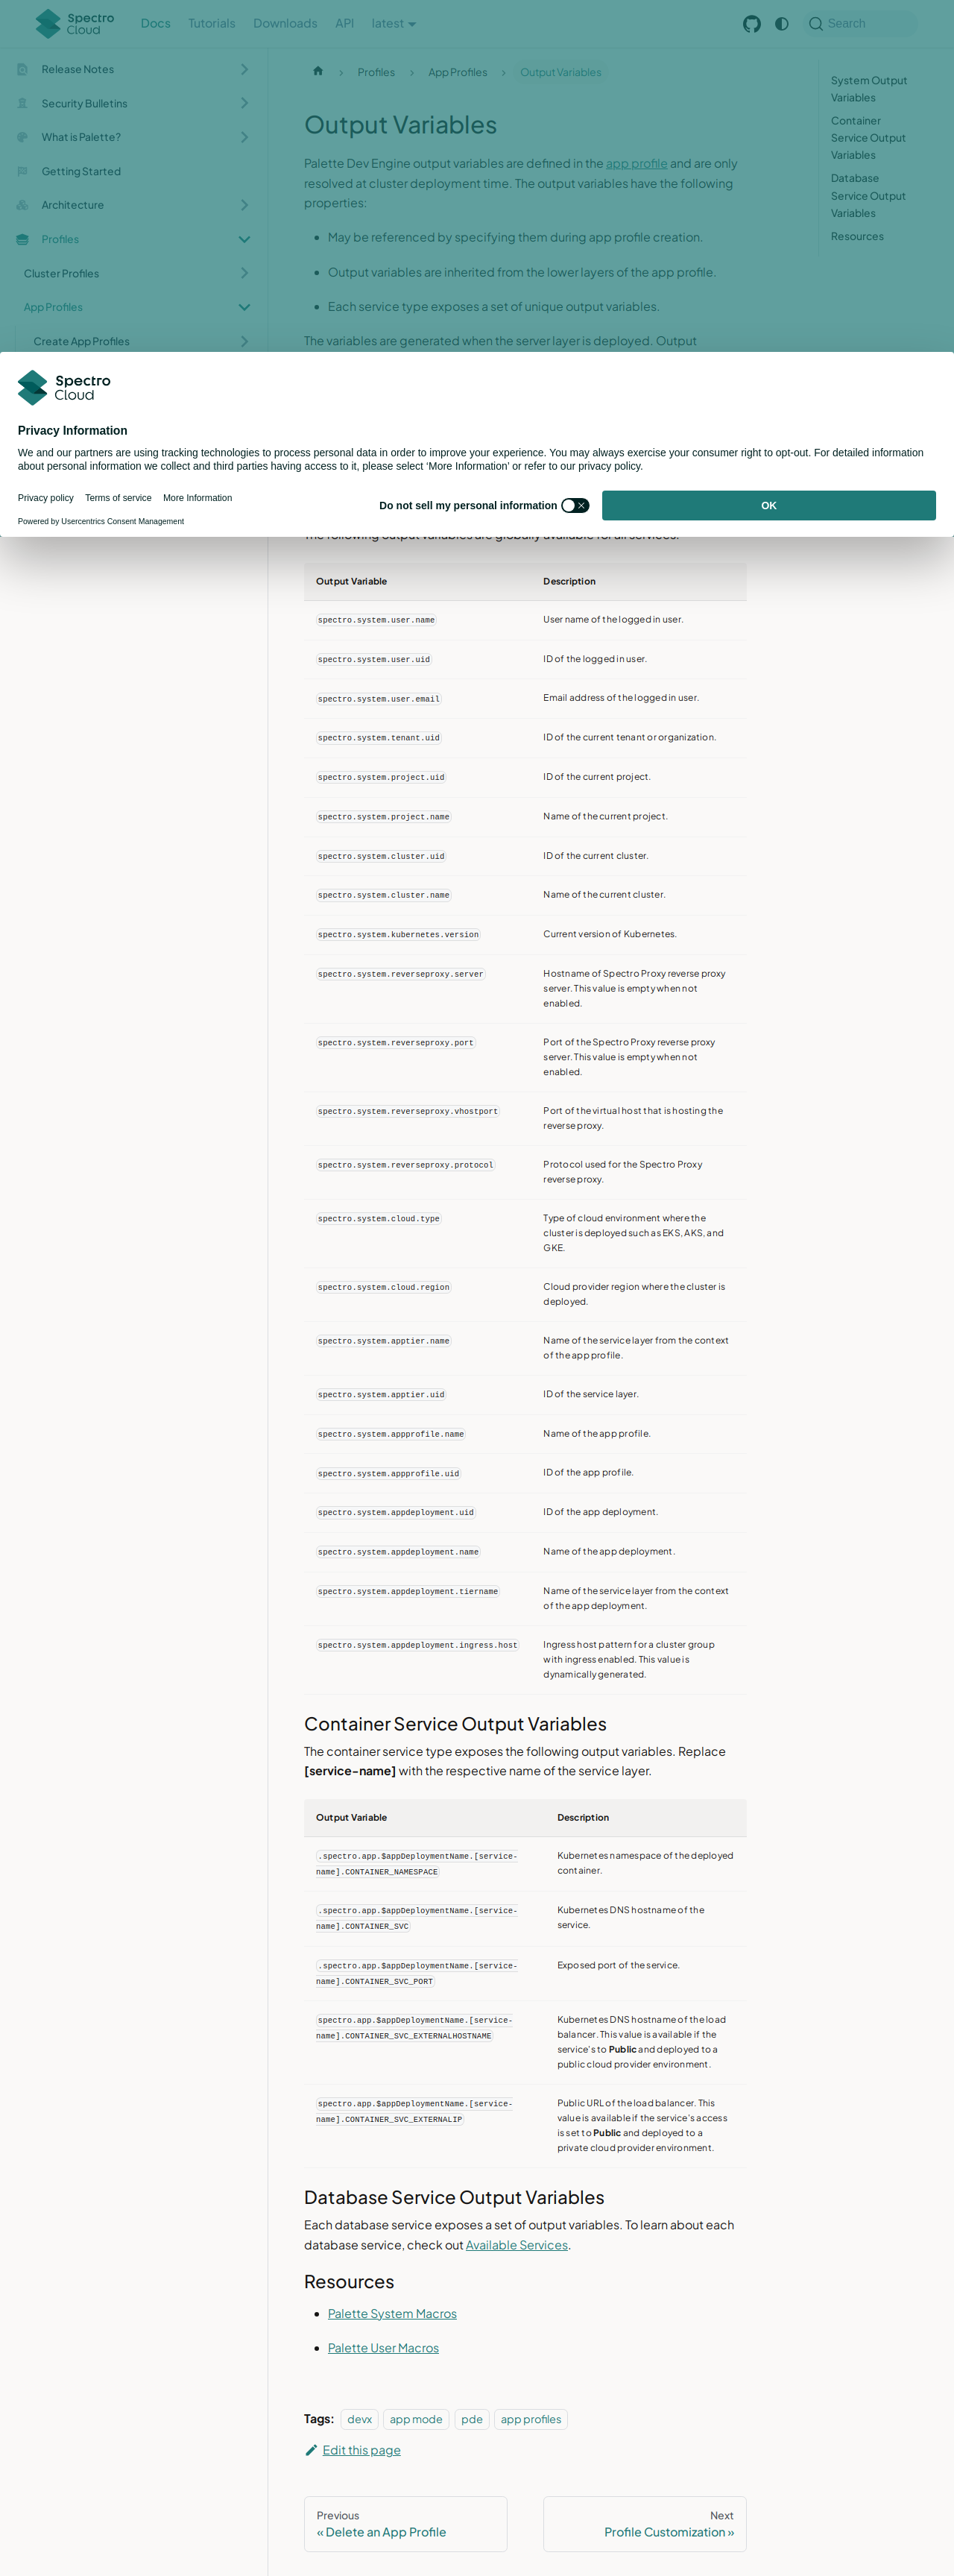 Spectro
Cloud
Docs
Tutorials
Downloads
API
latest
Search
Release Notes
Security Bulletins
What is Palette?
Getting Started
Architecture
Profiles
Cluster Profiles
App Profiles
Create App Profiles
Profiles
App Profiles
Output Variables
Output Variables
Palette Dev Engine output variables are defined in the app profile and are only
resolved at cluster deployment time. The output variables have the following
properties:
May be referenced by specifying them during app profile creation.
Output variables are inherited from the lower layers of the app profile.
Each service type exposes a set of unique output variables.
The variables are generated when the server layer is deployed. Output
System Output
Variables
Container
Service Output
Variables
Database
Service Output
Variables
Resources
Spectro
Cloud
Privacy Information
We and our partners are using tracking technologies to process personal data in order to improve your experience. You may always exercise your consumer right to opt-out. For detailed information
about personal information we collect and third parties having access to it, please select ‘More Information’ or refer to our privacy policy.
Privacy policy
Terms of service
More Information
Powered by Usercentrics Consent Management
Do not sell my personal information
OK
The following output variables are globally available for all services.
Output Variable
Description
spectro.system.user.name
User name of the logged in user.
spectro.system.user.uid
ID of the logged in user.
spectro.system.user.email
Email address of the logged in user.
spectro.system.tenant.uid
ID of the current tenant or organization.
spectro.system.project.uid
ID of the current project.
spectro.system.project.name
Name of the current project.
spectro.system.cluster.uid
ID of the current cluster.
spectro.system.cluster.name
Name of the current cluster.
spectro.system.kubernetes.version
Current version of Kubernetes.
spectro.system.reverseproxy.server
Hostname of Spectro Proxy reverse proxy
server. This value is empty when not
enabled.
spectro.system.reverseproxy.port
Port of the Spectro Proxy reverse proxy
server. This value is empty when not
enabled.
spectro.system.reverseproxy.vhostport
Port of the virtual host that is hosting the
reverse proxy.
spectro.system.reverseproxy.protocol
Protocol used for the Spectro Proxy
reverse proxy.
spectro.system.cloud.type
Type of cloud environment where the
cluster is deployed such as EKS, AKS, and
GKE.
spectro.system.cloud.region
Cloud provider region where the cluster is
deployed.
spectro.system.apptier.name
Name of the service layer from the context
of the app profile.
spectro.system.apptier.uid
ID of the service layer.
spectro.system.appprofile.name
Name of the app profile.
spectro.system.appprofile.uid
ID of the app profile.
spectro.system.appdeployment.uid
ID of the app deployment.
spectro.system.appdeployment.name
Name of the app deployment.
spectro.system.appdeployment.tiername
Name of the service layer from the context
of the app deployment.
spectro.system.appdeployment.ingress.host
Ingress host pattern for a cluster group
with ingress enabled. This value is
dynamically generated.
Container Service Output Variables
The container service type exposes the following output variables. Replace
[service-name] with the respective name of the service layer.
Output Variable
Description
.spectro.app.$appDeploymentName.[service-
name].CONTAINER_NAMESPACE
Kubernetes namespace of the deployed
container.
.spectro.app.$appDeploymentName.[service-
name].CONTAINER_SVC
Kubernetes DNS hostname of the
service.
.spectro.app.$appDeploymentName.[service-
name].CONTAINER_SVC_PORT
Exposed port of the service.
spectro.app.$appDeploymentName.[service-
name].CONTAINER_SVC_EXTERNALHOSTNAME
Kubernetes DNS hostname of the load
balancer. This value is available if the
service's to Public and deployed to a
public cloud provider environment.
spectro.app.$appDeploymentName.[service-
name].CONTAINER_SVC_EXTERNALIP
Public URL of the load balancer. This
value is available if the service's access
is set to Public and deployed to a
private cloud provider environment.
Database Service Output Variables
Each database service exposes a set of output variables. To learn about each
database service, check out Available Services.
Resources
Palette System Macros
Palette User Macros
Tags:
devx
app mode
pde
app profiles
Edit this page
Previous
« Delete an App Profile
Next
Profile Customization »